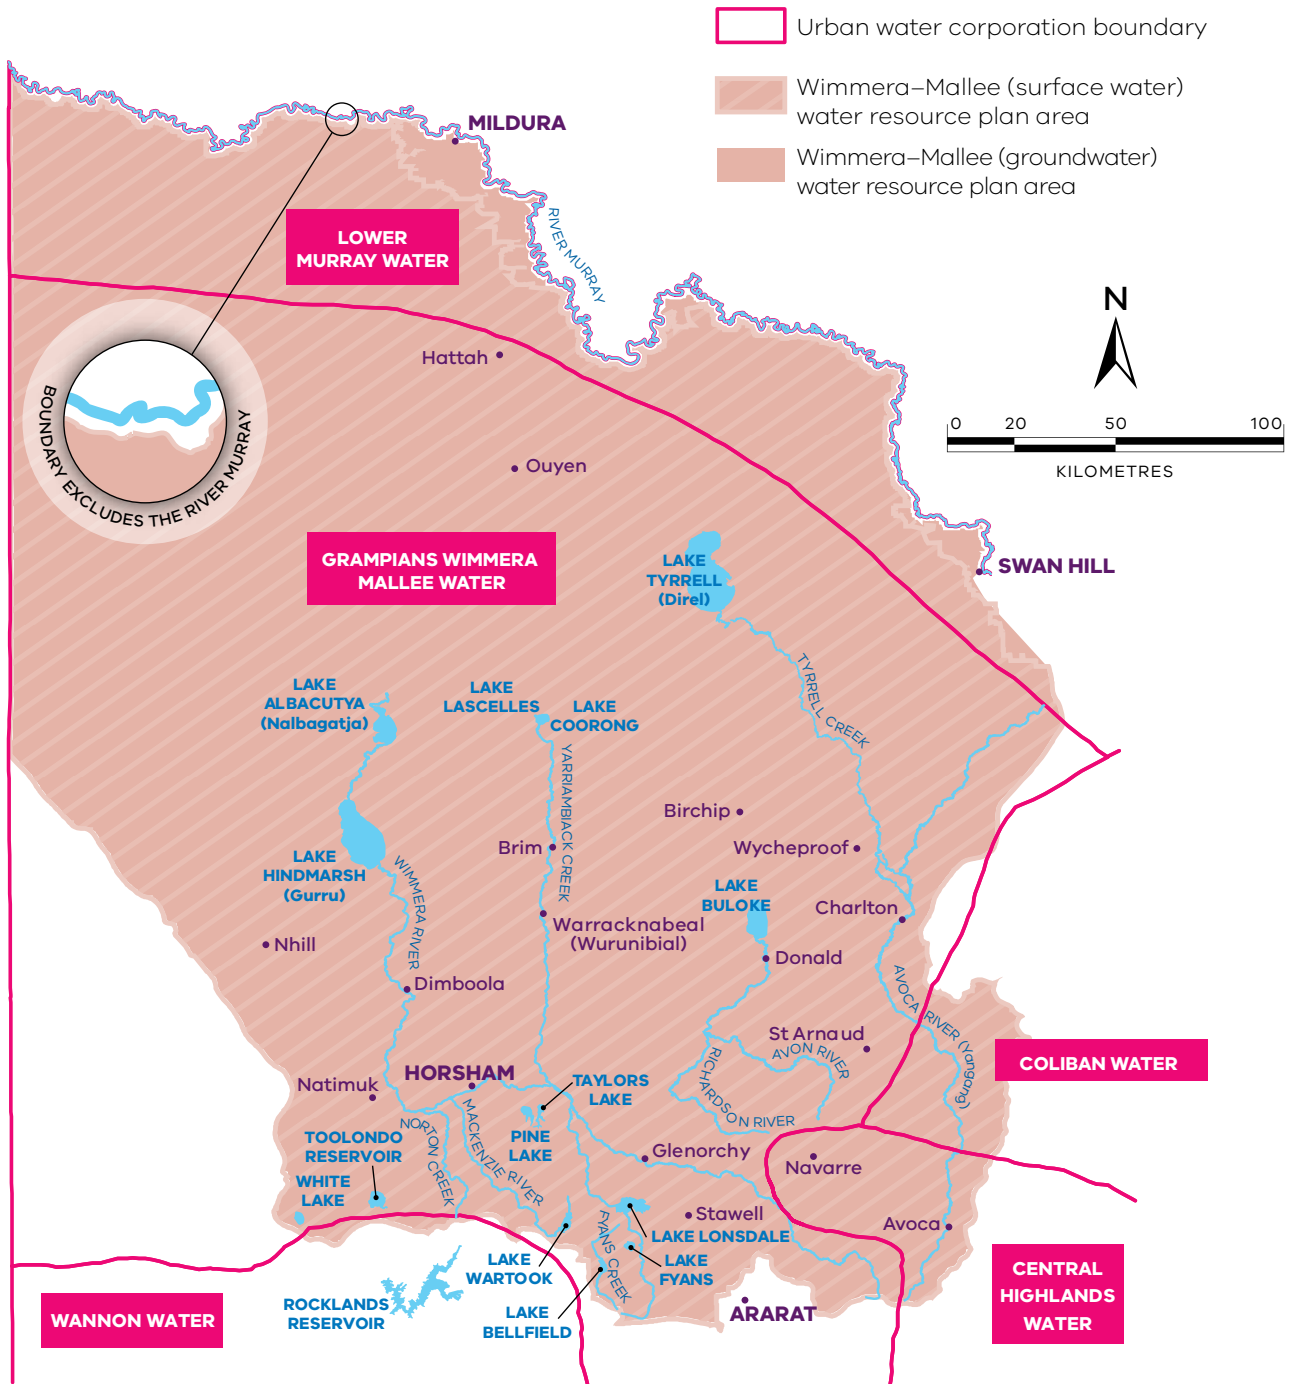 Urban water corporation boundary
Wimmera–Mallee (surface water)
water resource plan area
Wimmera–Mallee (groundwater)
water resource plan area
MILDURA
RIVER MURRAY
LOWER
MURRAY WATER
N
0 20 50 100
KILOMETRES
Hattah
BOUNDARY EXCLUDES THE RIVER MURRAY
Ouyen
GRAMPIANS WIMMERA
MALLEE WATER
LAKE
TYRRELL
(Direl)
SWAN HILL
TYRRELL CREEK
LAKE
ALBACUTYA
(Nalbagatja)
LAKE
LASCELLES
LAKE
COORONG
YARRIAMBIACK CREEK
Birchip
Brim
Wycheproof
LAKE
HINDMARSH
(Gurru)
WIMMERA RIVER
LAKE
BULOKE
Charlton
Warracknabeal
(Wurunibial)
Nhill
Donald
Dimboola
AVOCA RIVER (Yangang)
St Arnaud
AVON RIVER
RICHARDSON RIVER
COLIBAN WATER
HORSHAM
Natimuk
TAYLORS
LAKE
MACKENZIE RIVER
NORTON CREEK
TOOLONDO
RESERVOIR
PINE
LAKE
Glenorchy
Navarre
WHITE
LAKE
Stawell
Avoca
LAKE LONSDALE
FYANS CREEK
LAKE
WARTOOK
LAKE
FYANS
CENTRAL
HIGHLANDS
WATER
ROCKLANDS
RESERVOIR
LAKE
BELLFIELD
ARARAT
WANNON WATER